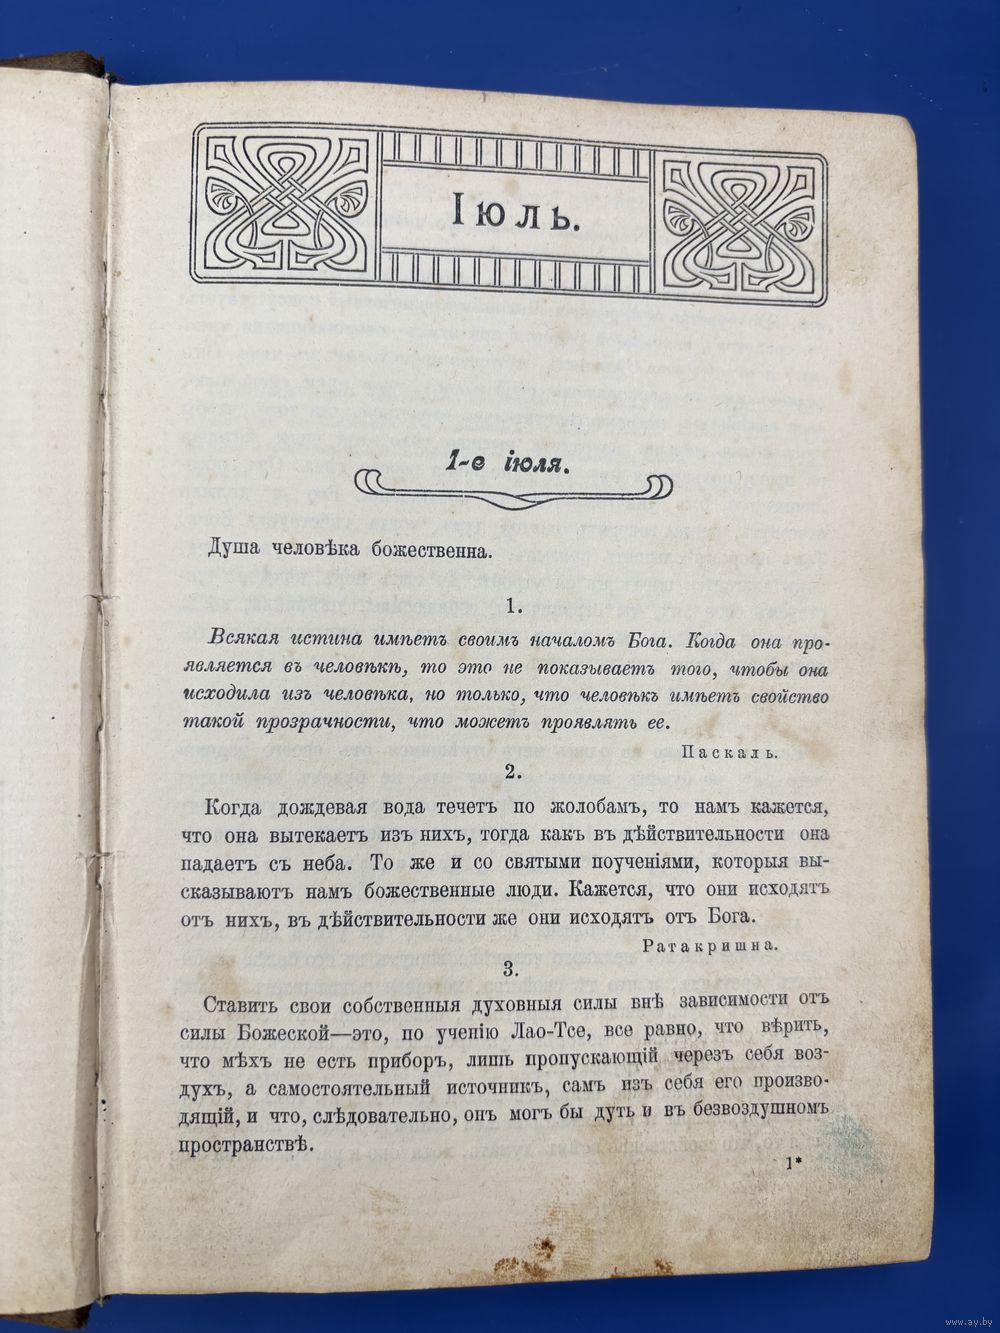 Іюль.
1-е іюля.
Душа человѣка божественна.
1.
Всякая истина имѣетъ своимъ началомъ Бога. Когда она про-
является въ человѣкѣ, то это не показываетъ того, чтобы она
исходила изъ человѣка, но только, что человѣкъ имѣетъ свойство
такой прозрачности, что можетъ проявлять ее.
Паскаль.
2.
Когда дождевая вода течетъ по жолобамъ, то намъ кажется,
что она вытекаетъ изъ нихъ, тогда какъ въ дѣйствительности она
падаетъ съ неба. То же и со святыми поученіями, которыя вы-
сказываютъ намъ божественные люди. Кажется, что они исходятъ
отъ нихъ, въ дѣйствительности же они исходятъ отъ Бога.
Ратакришна.
3.
Ставить свои собственныя духовныя силы внѣ зависимости отъ
силы Божеской—это, по ученію Лао-Тсе, все равно, что вѣрить,
что мѣхъ не есть приборъ, лишь пропускающій черезъ себя воз-
духъ, а самостоятельный источникъ, самъ изъ себя его произво-
дящій, и что, слѣдовательно, онъ могъ бы дуть и въ безвоздушномъ
пространствѣ.
1*
www.ay.by